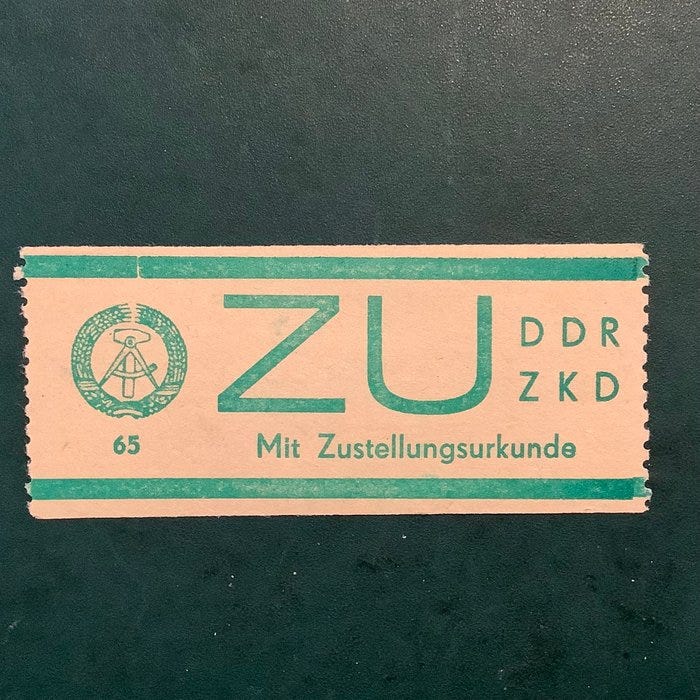 ZU
DDR
ZKD
65
Mit Zustellungsurkunde